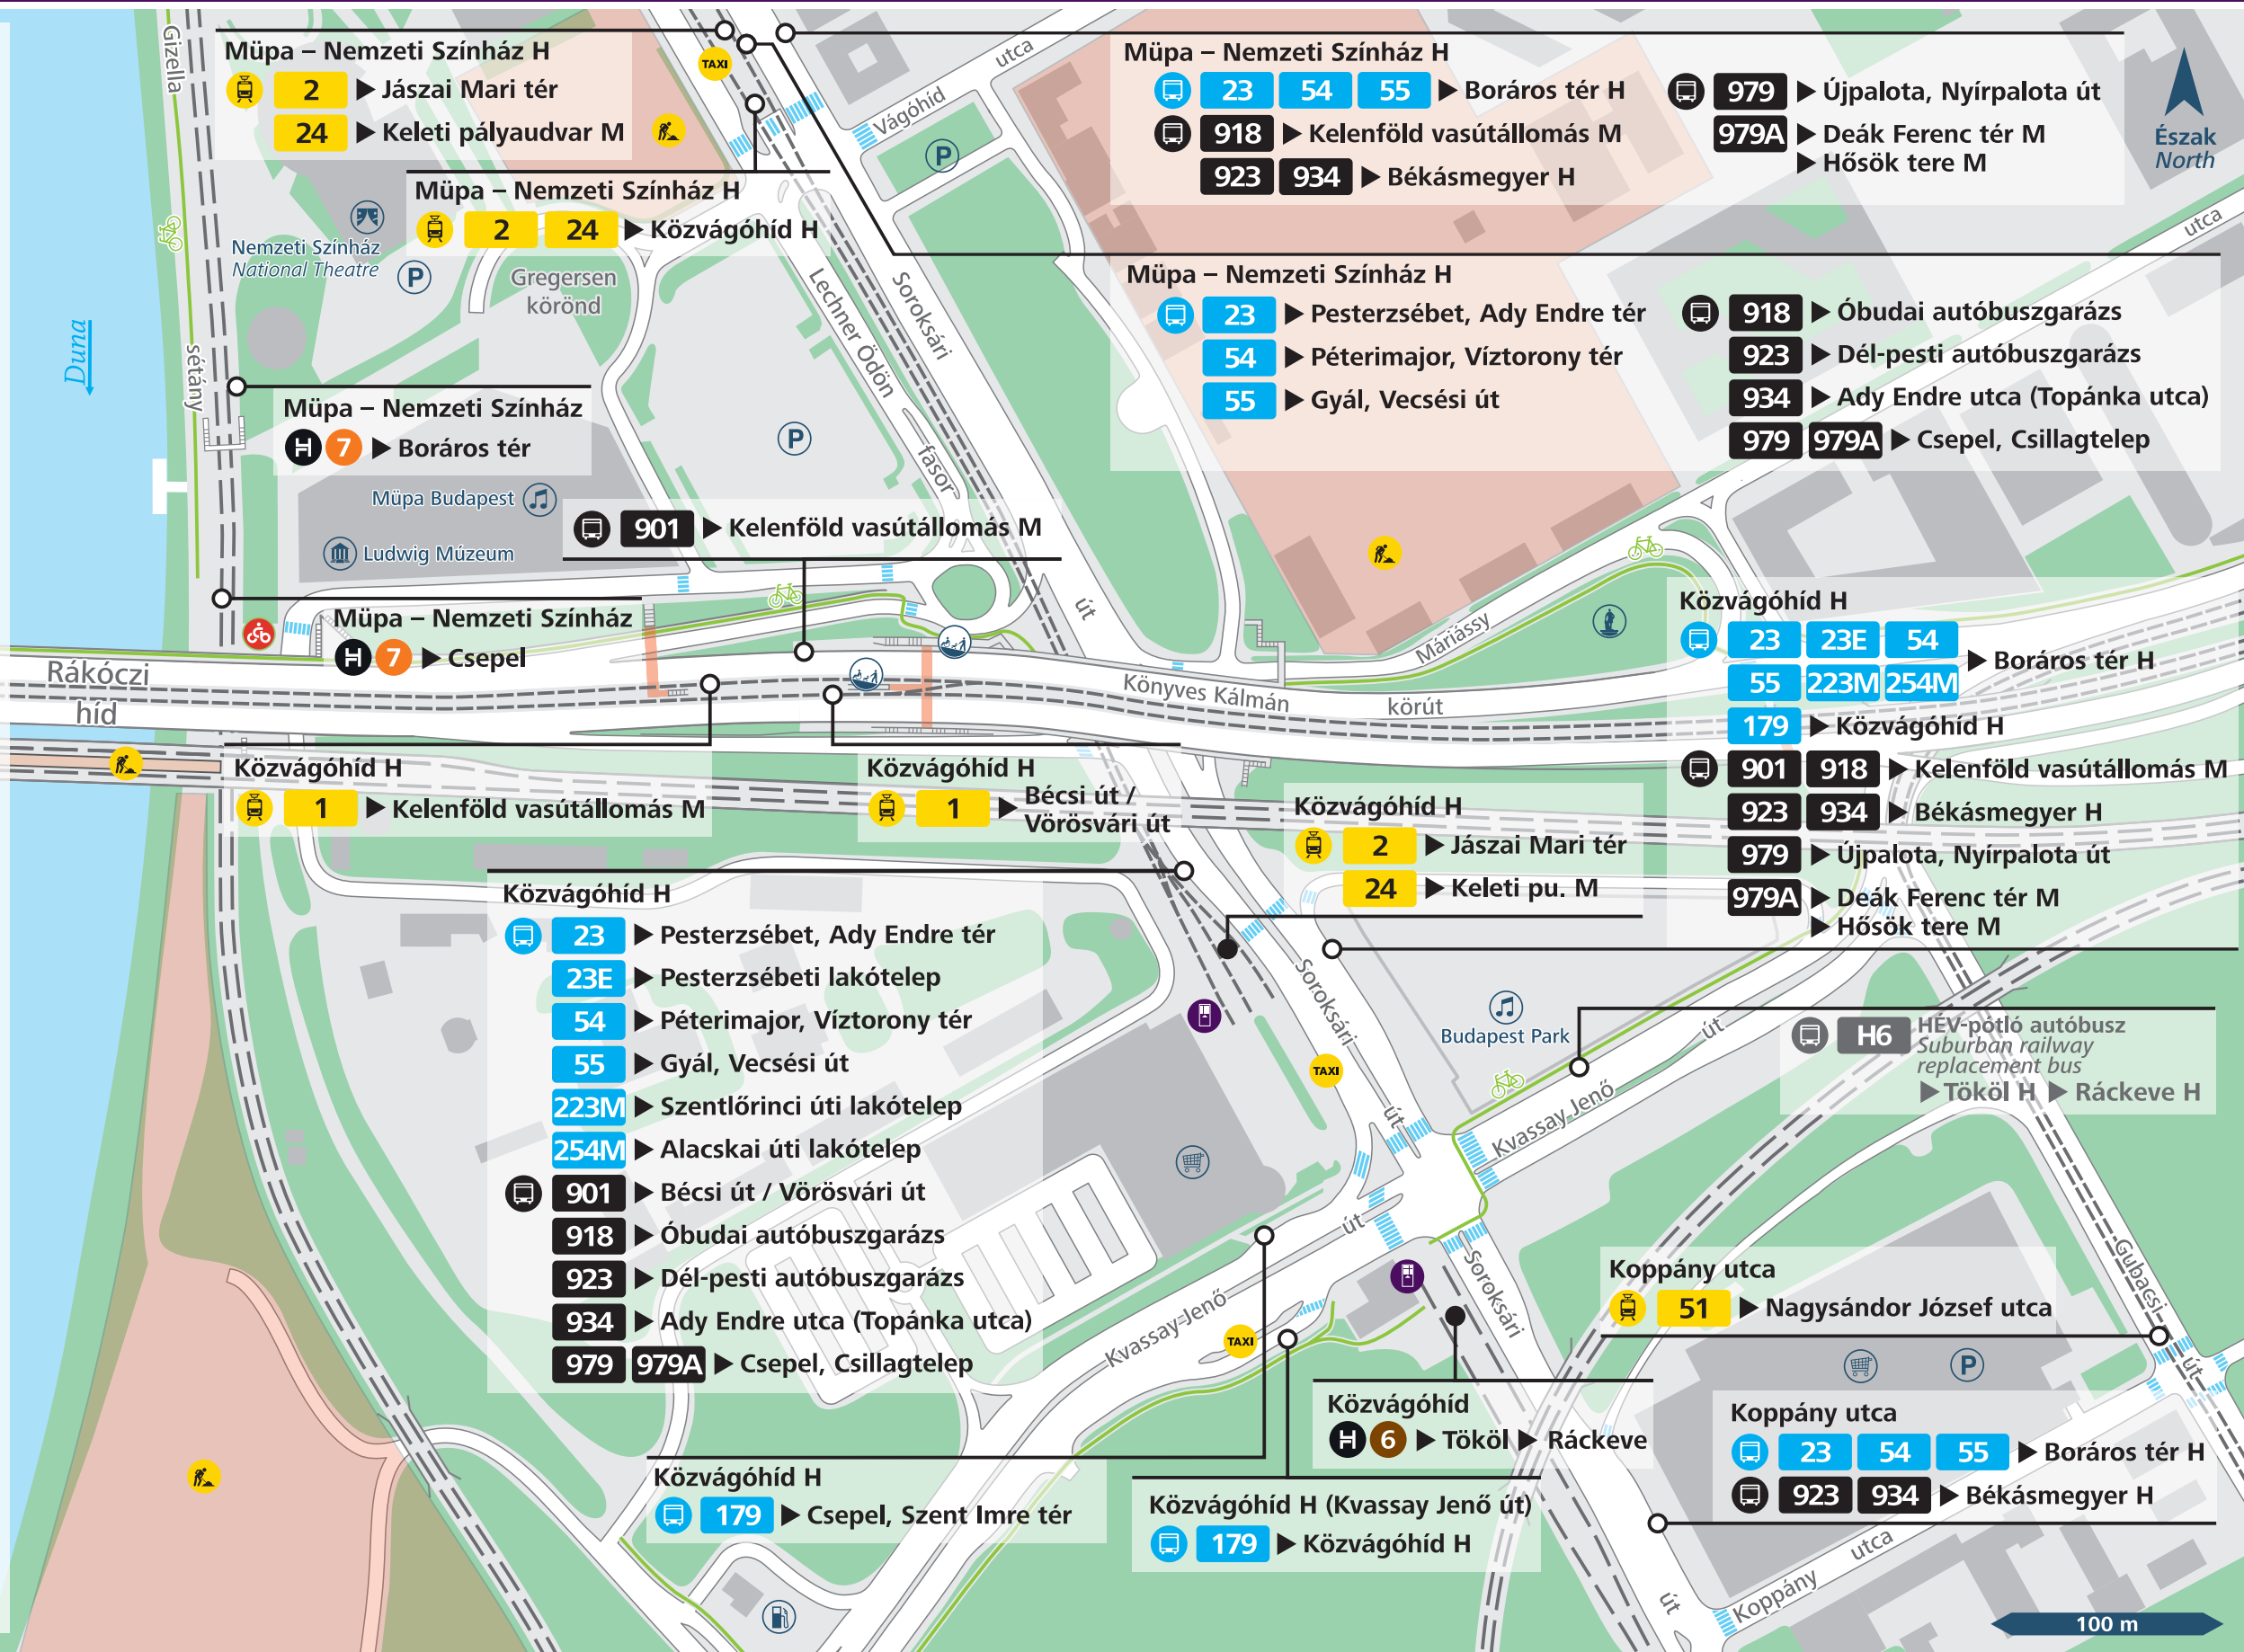 Gizella
sétány
Duna
Müpa – Nemzeti Színház H
2 Jászai Mari tér
24 Keleti pályaudvar M
TAXI
Müpa – Nemzeti Színház H
2 24 Közvágóhíd H
Nemzeti Színház
National Theatre
P
Gregersen
körönd
utca
Vágóhíd
P
Lechner Ödön
fasor
Soroksári
út
Müpa – Nemzeti Színház H
23 54 55 Boráros tér H
918 Kelenföld vasútállomás M
923 934 Békásmegyer H
979 Újpalota, Nyírpalota út
979A Deák Ferenc tér M
Hősök tere M
Észak
North
utca
Müpa – Nemzeti Színház H
23 Pesterzsébet, Ady Endre tér
54 Péterimajor, Víztorony tér
55 Gyál, Vecsési út
918 Óbudai autóbuszgarázs
923 Dél-pesti autóbuszgarázs
934 Ady Endre utca (Topánka utca)
979 979A Csepel, Csillagtelep
Müpa – Nemzeti Színház
H 7 Boráros tér
P
Müpa Budapest
Ludwig Múzeum
901 Kelenföld vasútállomás M
Müpa – Nemzeti Színház
H 7 Csepel
Rákóczi
híd
Könyves Kálmán
körút
Máriássy
Közvágóhíd H
23 23E 54
55 223M 254M
Boráros tér H
179 Közvágóhíd H
901 918 Kelenföld vasútállomás M
923 934 Békásmegyer H
979 Újpalota, Nyírpalota út
979A Deák Ferenc tér M
Hősök tere M
Közvágóhíd H
1 Kelenföld vasútállomás M
Közvágóhíd H
1 Bécsi út /
Vörösvári út
Közvágóhíd H
2 Jászai Mari tér
24 Keleti pu. M
Közvágóhíd H
23 Pesterzsébet, Ady Endre tér
23E Pesterzsébeti lakótelep
54 Péterimajor, Víztorony tér
55 Gyál, Vecsési út
223M Szentlőrinci úti lakótelep
254M Alacskai úti lakótelep
901 Bécsi út / Vörösvári út
918 Óbudai autóbuszgarázs
923 Dél-pesti autóbuszgarázs
934 Ady Endre utca (Topánka utca)
979 979A Csepel, Csillagtelep
Soroksári
út
TAXI
Budapest Park
H6 HÉV-pótló autóbusz
Suburban railway
replacement bus
Tököl H Ráckeve H
Kvassay Jenő
út
Kvassay Jenő
út
TAXI
Soroksári
út
Gubacsi
út
Koppány utca
51 Nagysándor József utca
P
Közvágóhíd
H 6 Tököl Ráckeve
Koppány utca
23 54 55 Boráros tér H
923 934 Békásmegyer H
Közvágóhíd H
179 Csepel, Szent Imre tér
Közvágóhíd H (Kvassay Jenő út)
179 Közvágóhíd H
Koppány
utca
100 m